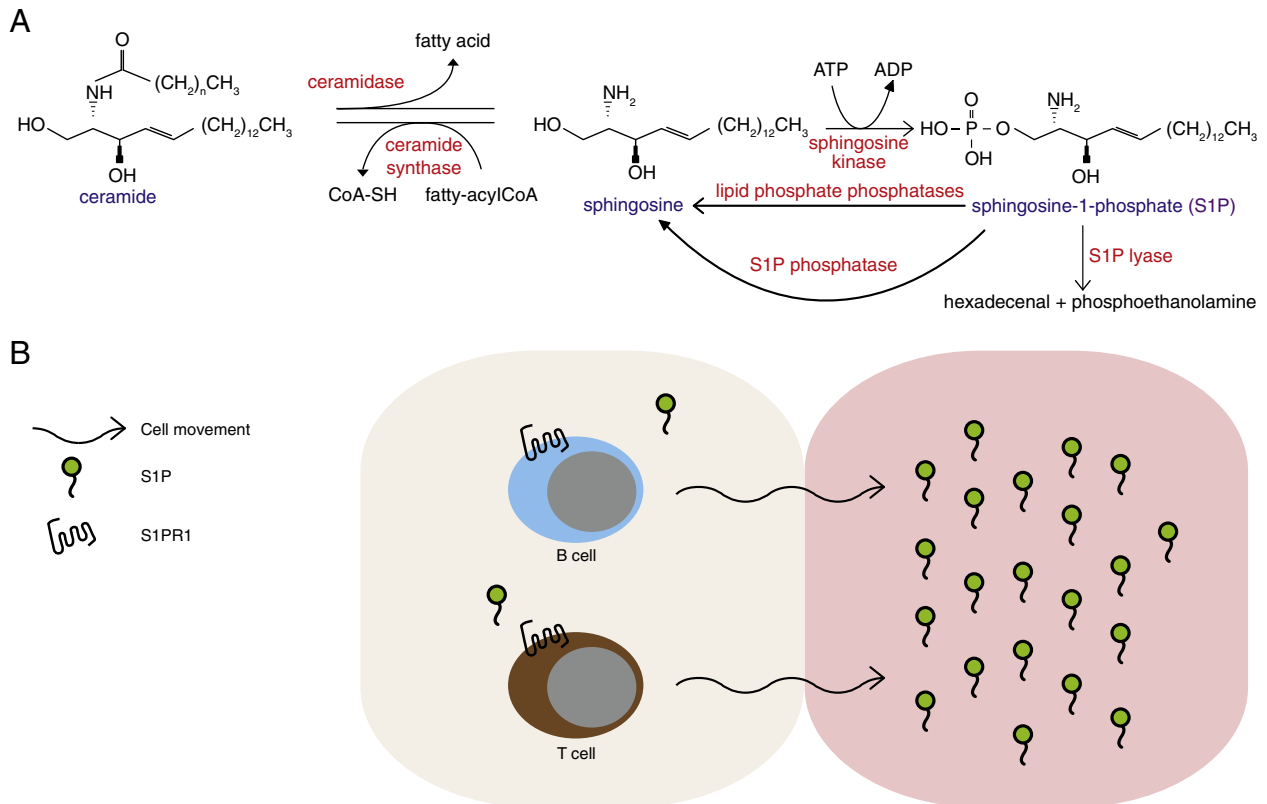 A
O
fatty acid
NH
(CH2)nCH3
ceramidase
HO
(CH2)12CH3
OH
ceramide
ceramide
synthase
CoA-SH
fatty-acylCoA
NH2
HO
(CH2)12CH3
OH
sphingosine
ATP
ADP
sphingosine
kinase
O
NH2
HO P O
OH
(CH2)12CH3
OH
lipid phosphate phosphatases
sphingosine-1-phosphate (S1P)
S1P phosphatase
S1P lyase
hexadecenal + phosphoethanolamine
B
Cell movement
S1P
S1PR1
B cell
T cell